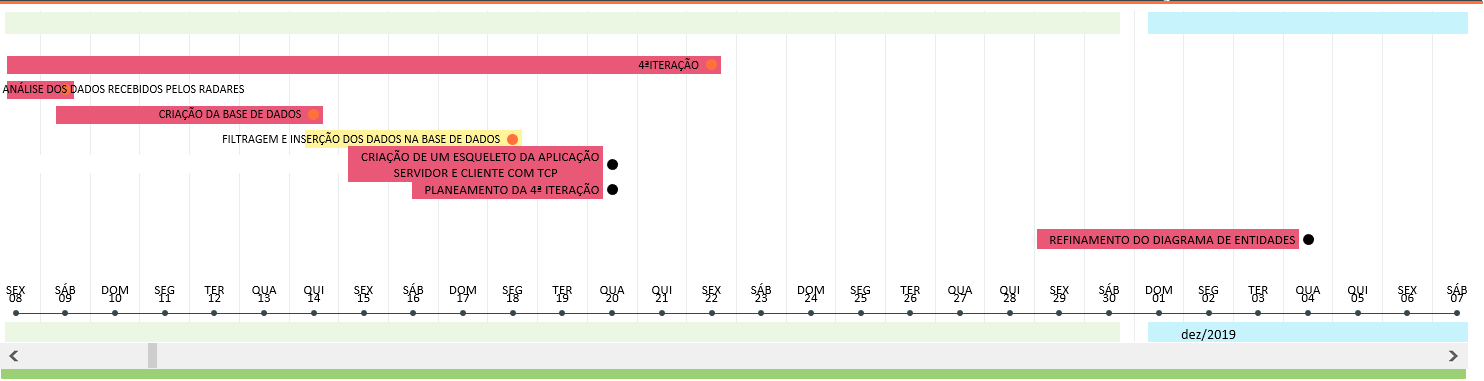 4ªITERAÇÃO
ANÁLISE DOS DADOS RECEBIDOS PELOS RADARES
CRIAÇÃO DA BASE DE DADOS
FILTRAGEM E INSERÇÃO DOS DADOS NA BASE DE DADOS
CRIAÇÃO DE UM ESQUELETO DA APLICAÇÃO
SERVIDOR E CLIENTE COM TCP
PLANEAMENTO DA 4ª ITERAÇÃO
REFINAMENTO DO DIAGRAMA DE ENTIDADES
SEX SÁB DOM SEG TER QUA QUI SEX SÁB DOM SEG TER QUA QUI SEX SÁB DOM SEG TER QUA QUI SEX SÁB DOM SEG TER QUA QUI SEX SÁB
08 09 10 11 12 13 14 15 16 17 18 19 20 21 22 23 24 25 26 27 28 29 30 01 02 03 04 05 06 07
dez/2019